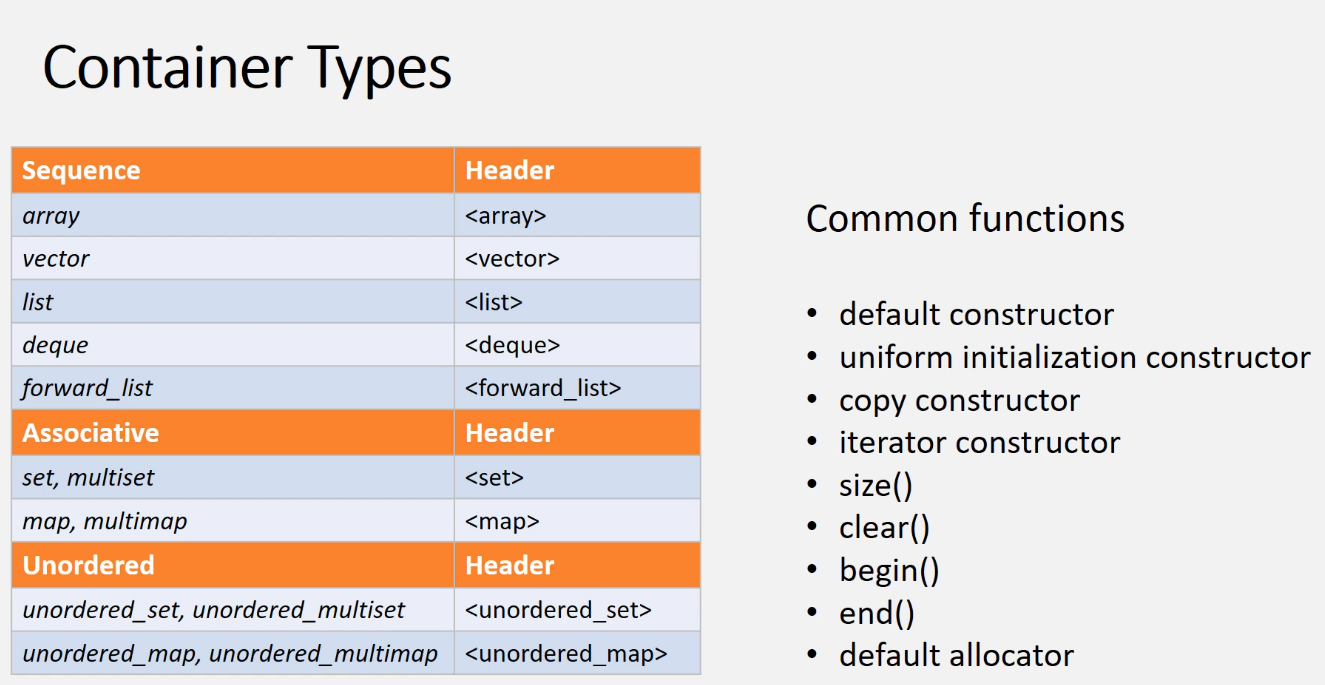 Container Types
Sequence Header
array <array>
vector <vector>
list <list>
deque <deque>
forward_list <forward_list>
Associative Header
set, multiset <set>
map, multimap <map>
Unordered Header
unordered_set, unordered_multiset <unordered_set>
unordered_map, unordered_multimap <unordered_map>
Common functions
• default constructor
• uniform initialization constructor
• copy constructor
• iterator constructor
• size()
• clear()
• begin()
• end()
• default allocator